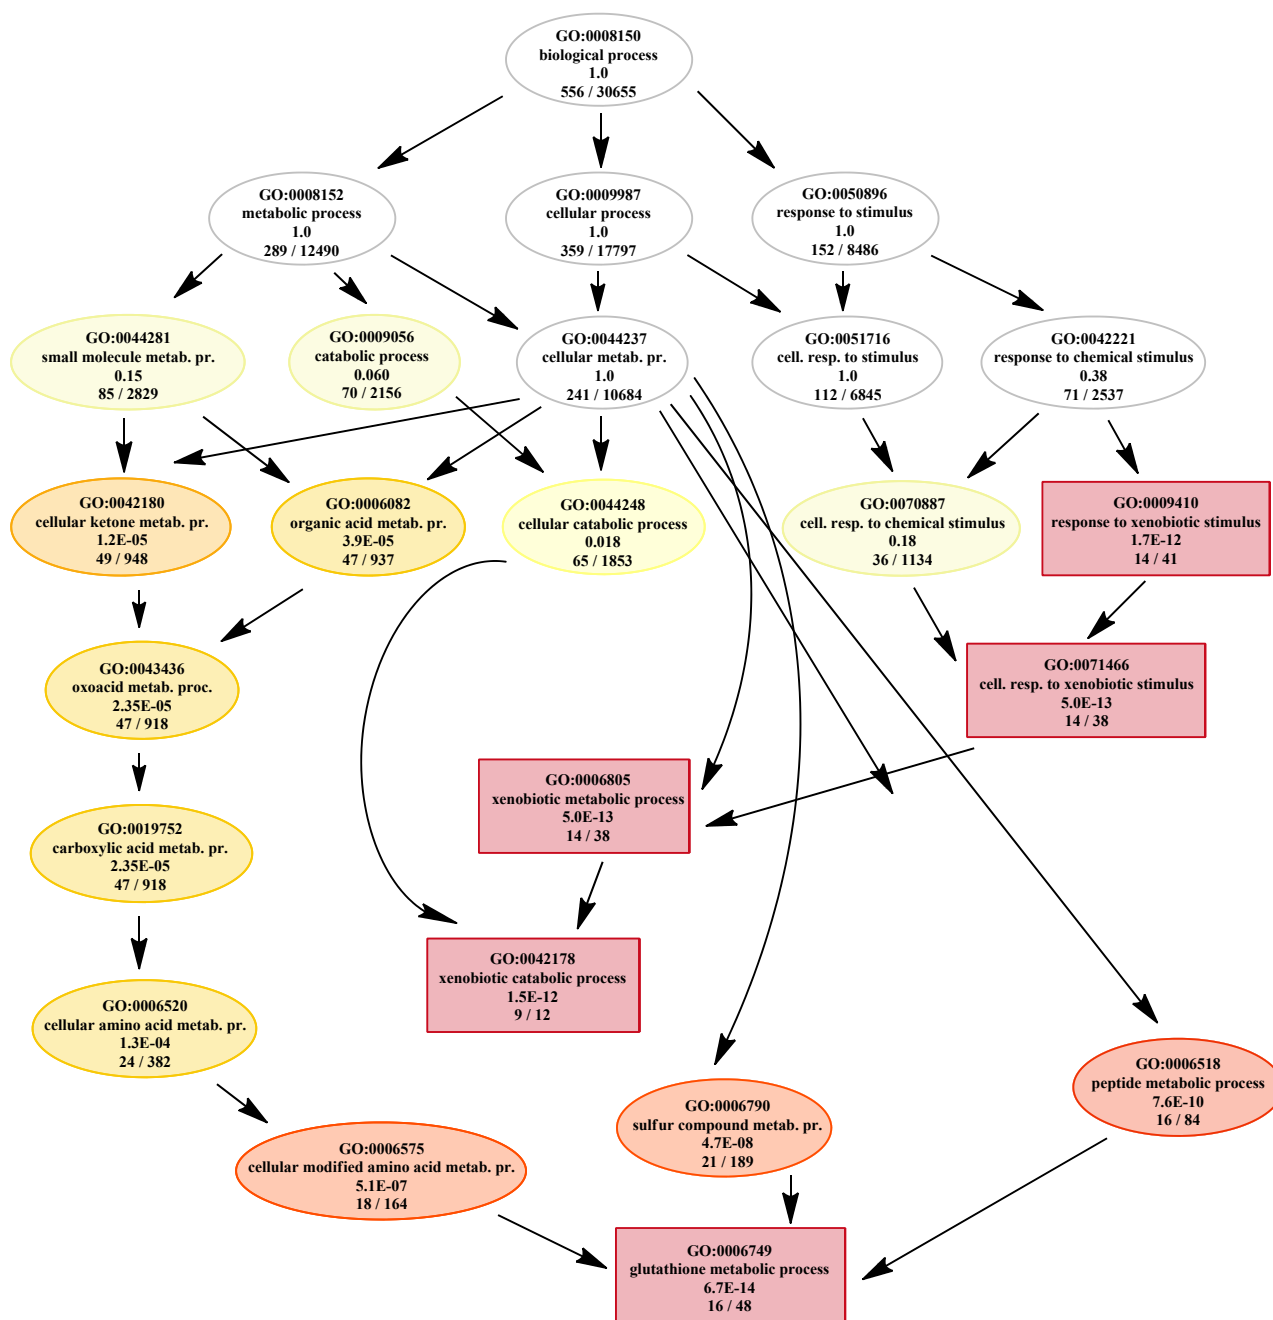 GO:0008150
biological process
1.0
556 / 30655
GO:0008152
metabolic process
1.0
289 / 12490
GO:0009987
cellular process
1.0
359 / 17797
GO:0050896
response to stimulus
1.0
152 / 8486
GO:0044281
small molecule metab. pr.
0.15
85 / 2829
GO:0009056
catabolic process
0.060
70 / 2156
GO:0044237
cellular metab. pr.
1.0
241 / 10684
GO:0051716
cell. resp. to stimulus
1.0
112 / 6845
GO:0042221
response to chemical stimulus
0.38
71 / 2537
GO:0042180
cellular ketone metab. pr.
1.2E-05
49 / 948
GO:0006082
organic acid metab. pr.
3.9E-05
47 / 937
GO:0044248
cellular catabolic process
0.018
65 / 1853
GO:0070887
cell. resp. to chemical stimulus
0.18
36 / 1134
GO:0009410
response to xenobiotic stimulus
1.7E-12
14 / 41
GO:0043436
oxoacid metab. proc.
2.35E-05
47 / 918
GO:0071466
cell. resp. to xenobiotic stimulus
5.0E-13
14 / 38
GO:0006805
xenobiotic metabolic process
5.0E-13
14 / 38
GO:0019752
carboxylic acid metab. pr.
2.35E-05
47 / 918
GO:0042178
xenobiotic catabolic process
1.5E-12
9 / 12
GO:0006520
cellular amino acid metab. pr.
1.3E-04
24 / 382
GO:0006518
peptide metabolic process
7.6E-10
16 / 84
GO:0006790
sulfur compound metab. pr.
4.7E-08
21 / 189
GO:0006575
cellular modified amino acid metab. pr.
5.1E-07
18 / 164
GO:0006749
glutathione metabolic process
6.7E-14
16 / 48